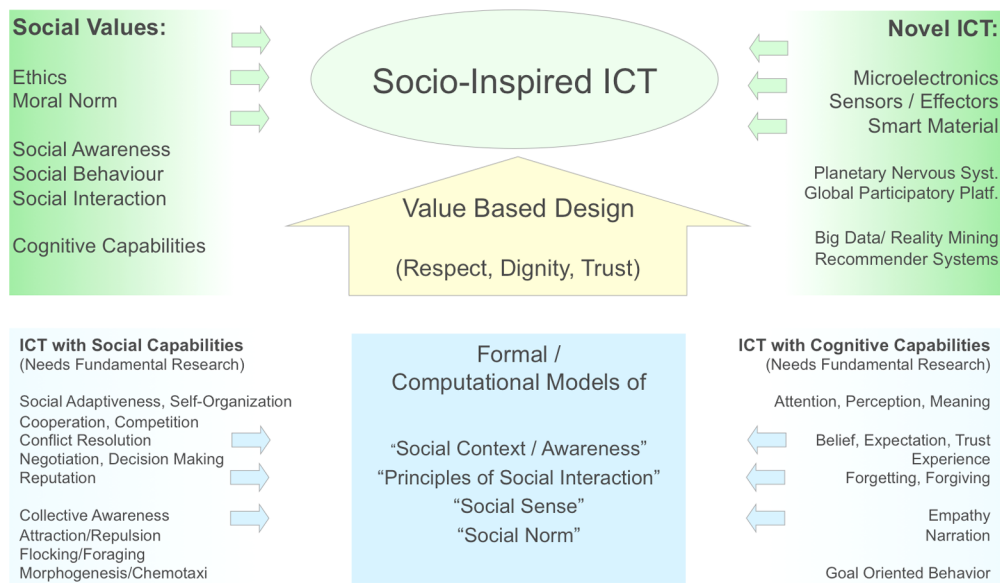 Social Values:
Ethics
Moral Norm
Social Awareness
Social Behaviour
Social Interaction
Cognitive Capabilities
Socio-Inspired ICT
Novel ICT:
Microelectronics
Sensors / Effectors
Smart Material
Planetary Nervous Syst.
Global Participatory Platf.
Big Data/ Reality Mining
Recommender Systems
Value Based Design
(Respect, Dignity, Trust)
ICT with Social Capabilities
(Needs Fundamental Research)
Social Adaptiveness, Self-Organization
Cooperation, Competition
Conflict Resolution
Negotiation, Decision Making
Reputation
Collective Awareness
Attraction/Repulsion
Flocking/Foraging
Morphogenesis/Chemotaxi
Formal /
Computational Models of
“Social Context / Awareness”
“Principles of Social Interaction”
“Social Sense”
“Social Norm”
ICT with Cognitive Capabilities
(Needs Fundamental Research)
Attention, Perception, Meaning
Belief, Expectation, Trust
Experience
Forgetting, Forgiving
Empathy
Narration
Goal Oriented Behavior